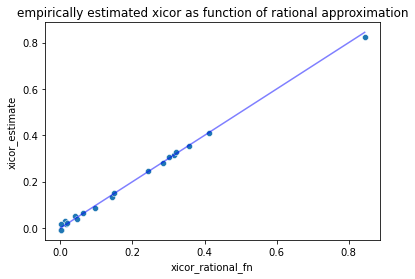 empirically estimated xicor as function of rational approximation
0.8
0.6
0.4
0.2
0.0
xicor_estimate
0.0 0.2 0.4 0.6 0.8
xicor_rational_fn